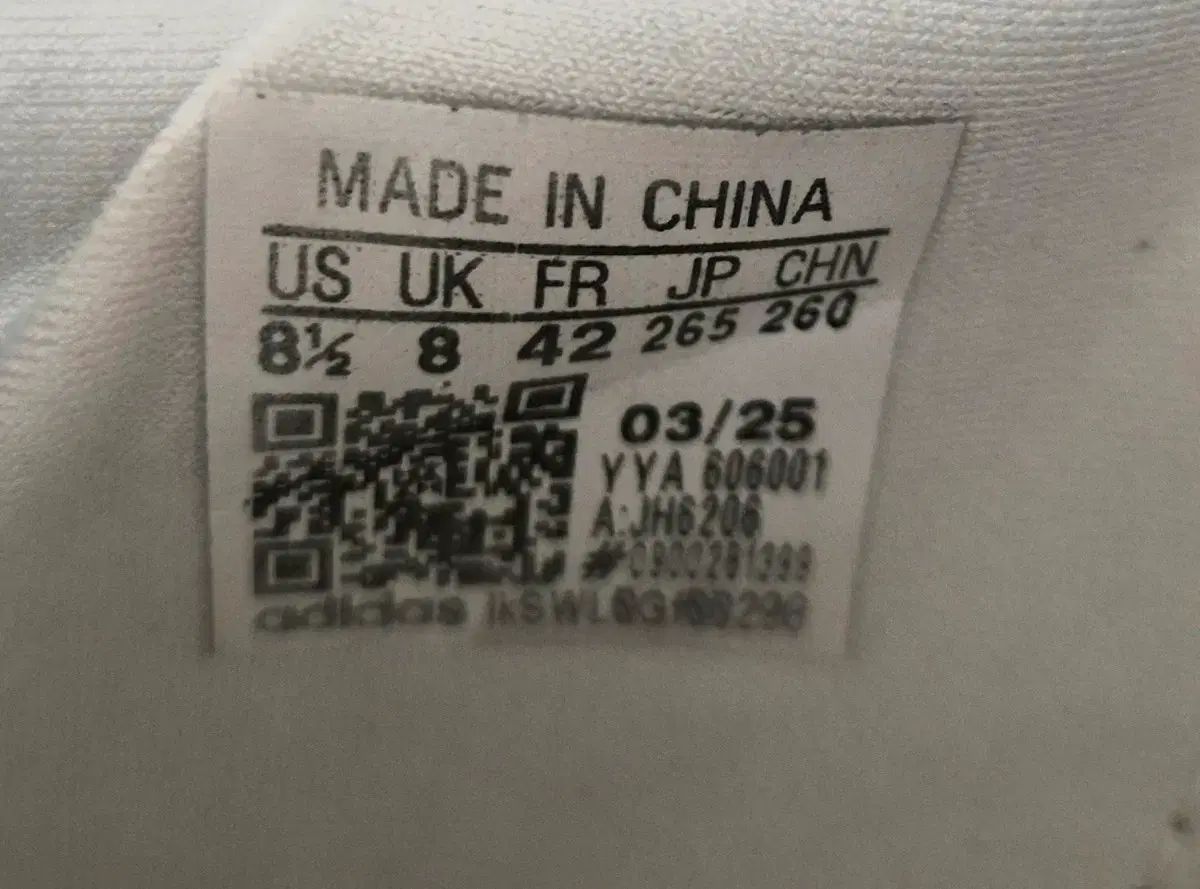 MADE IN CHINA
US UK FR JP CHN
8½ 8 42 265 260
03/25
YYA 606001
A:JH6206
#0900281399
adidas